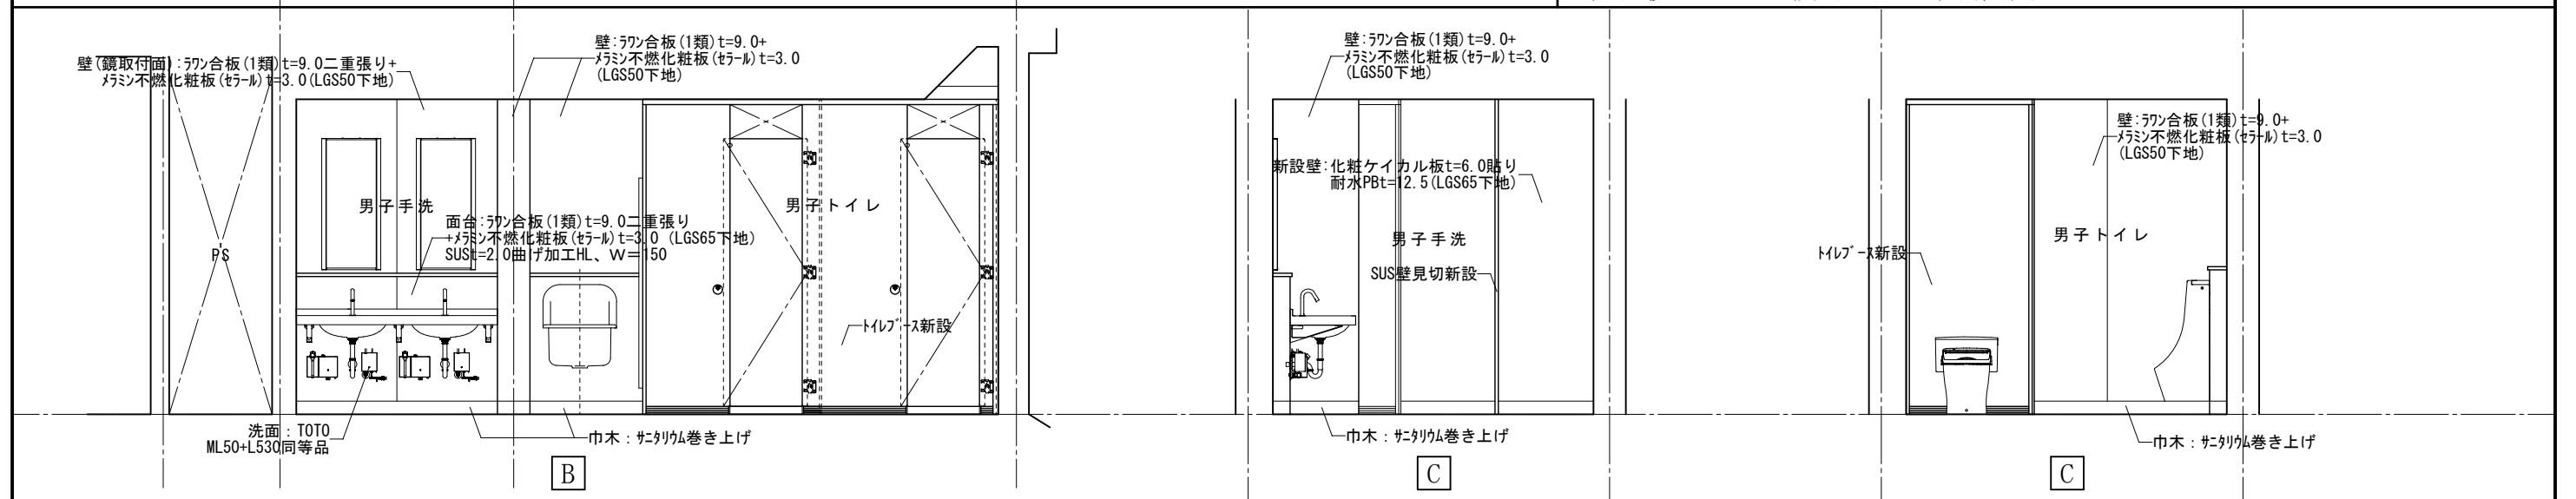 壁(鏡取付面):ﾗﾜﾝ合板(1類)t=9.0二重張り+
ﾒﾗﾐﾝ不燃化粧板(ｾﾗｰﾙ)t=3.0(LGS50下地)
壁:ﾗﾜﾝ合板(1類)t=9.0+
ﾒﾗﾐﾝ不燃化粧板(ｾﾗｰﾙ)t=3.0
(LGS50下地)
男子手洗
面台:ﾗﾜﾝ合板(1類)t=9.0二重張り
+ﾒﾗﾐﾝ不燃化粧板(ｾﾗｰﾙ)t=3.0 (LGS65下地)
SUSt=2.0曲げ加工HL、W=150
男子トイレ
PS
ﾄｲﾚﾌﾞｰｽ新設
洗面：TOTO
ML50+L530同等品
巾木：ｻﾆﾀﾘｳﾑ巻き上げ
B
壁:ﾗﾜﾝ合板(1類)t=9.0+
ﾒﾗﾐﾝ不燃化粧板(ｾﾗｰﾙ)t=3.0
(LGS50下地)
新設壁:化粧ケイカル板t=6.0貼り
耐水PBt=12.5(LGS65下地)
男子手洗
SUS壁見切新設
巾木：ｻﾆﾀﾘｳﾑ巻き上げ
C
壁:ﾗﾜﾝ合板(1類)t=9.0+
ﾒﾗﾐﾝ不燃化粧板(ｾﾗｰﾙ)t=3.0
(LGS50下地)
男子トイレ
ﾄｲﾚﾌﾞｰｽ新設
巾木：ｻﾆﾀﾘｳﾑ巻き上げ
C